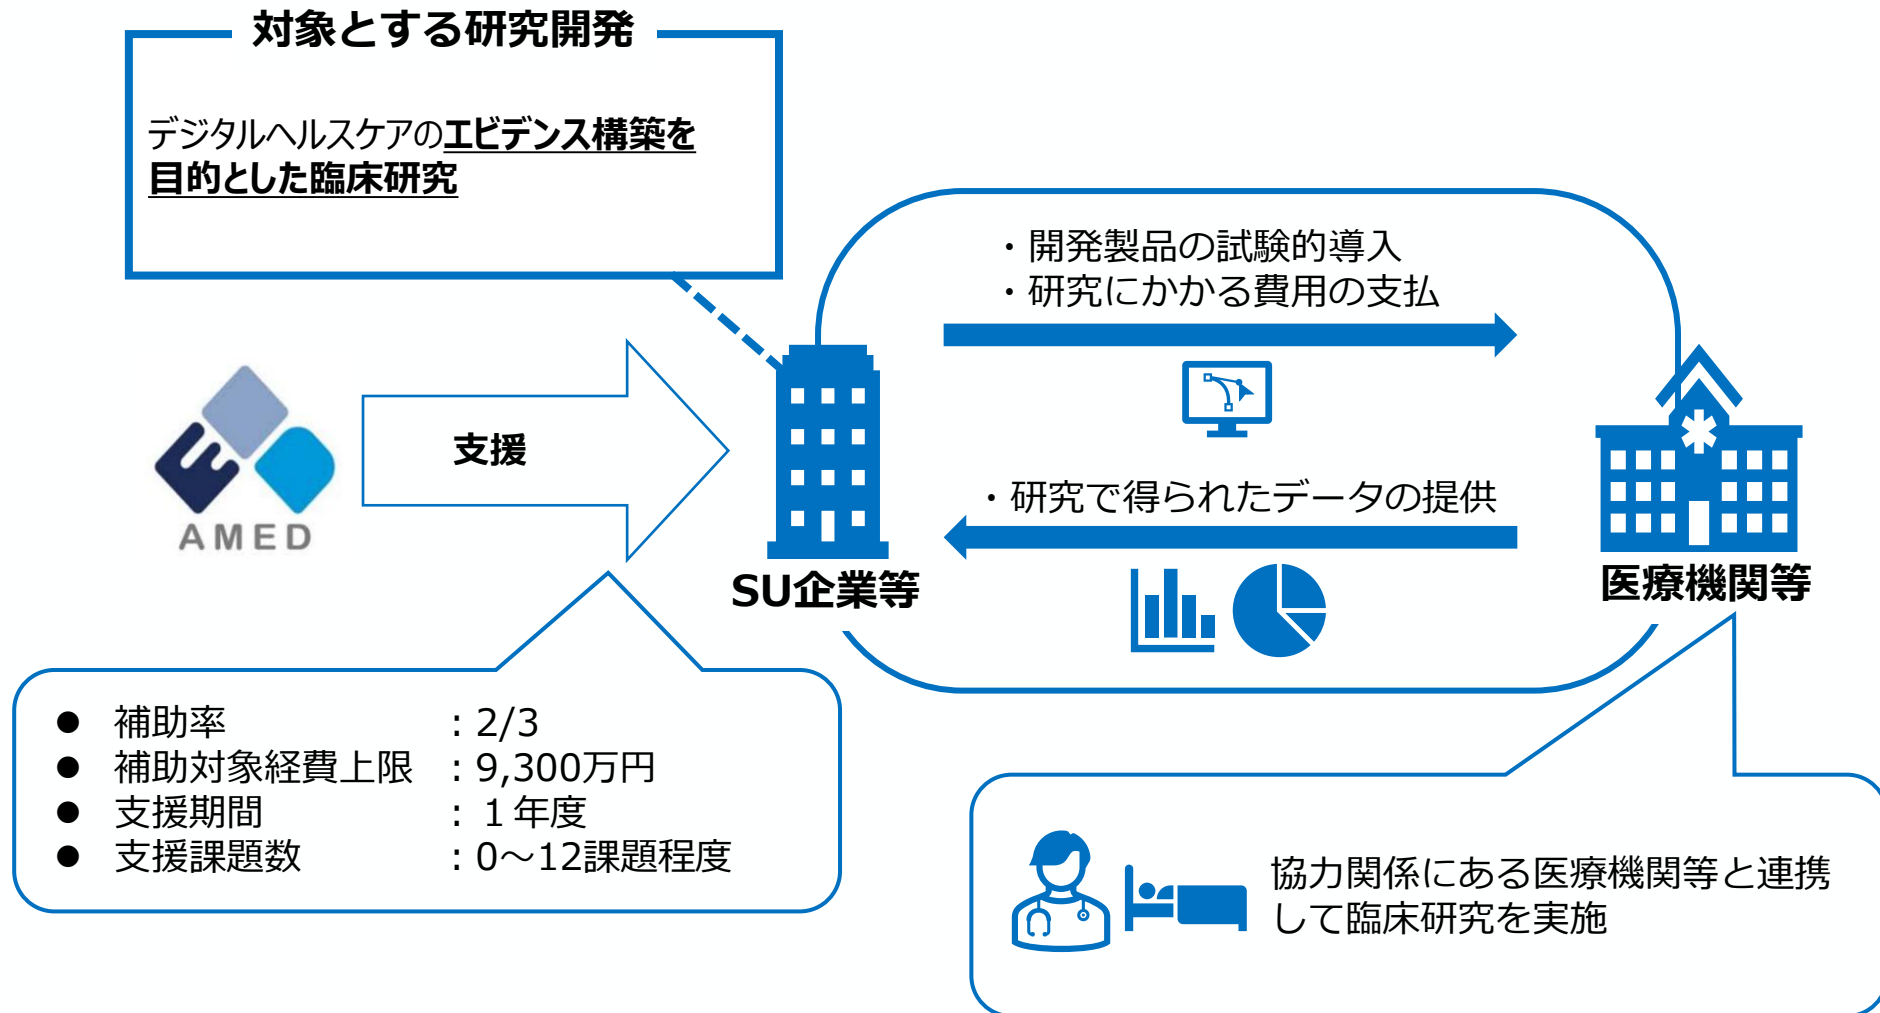 対象とする研究開発
デジタルヘルスケアのエビデンス構築を
目的とした臨床研究
・開発製品の試験的導入
・研究にかかる費用の支払
支援
AMED
・研究で得られたデータの提供
SU企業等
医療機関等
● 補助率 : 2/3
● 補助対象経費上限 : 9,300万円
● 支援期間 : １年度
● 支援課題数 : 0～12課題程度
協力関係にある医療機関等と連携
して臨床研究を実施